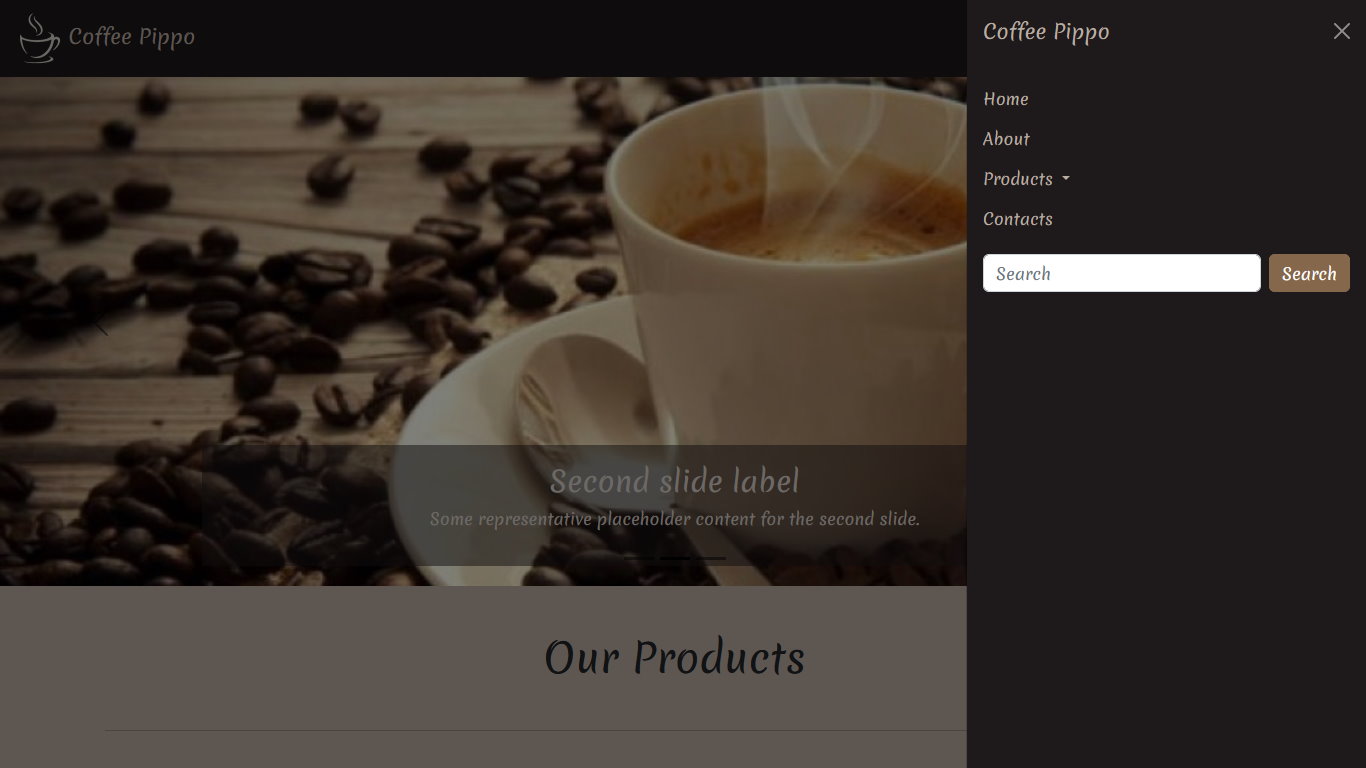 Coffee Pippo
Coffee Pippo
Home
About
Products
Contacts
Search
Search
Second slide label
Some representative placeholder content for the second slide.
Our Products